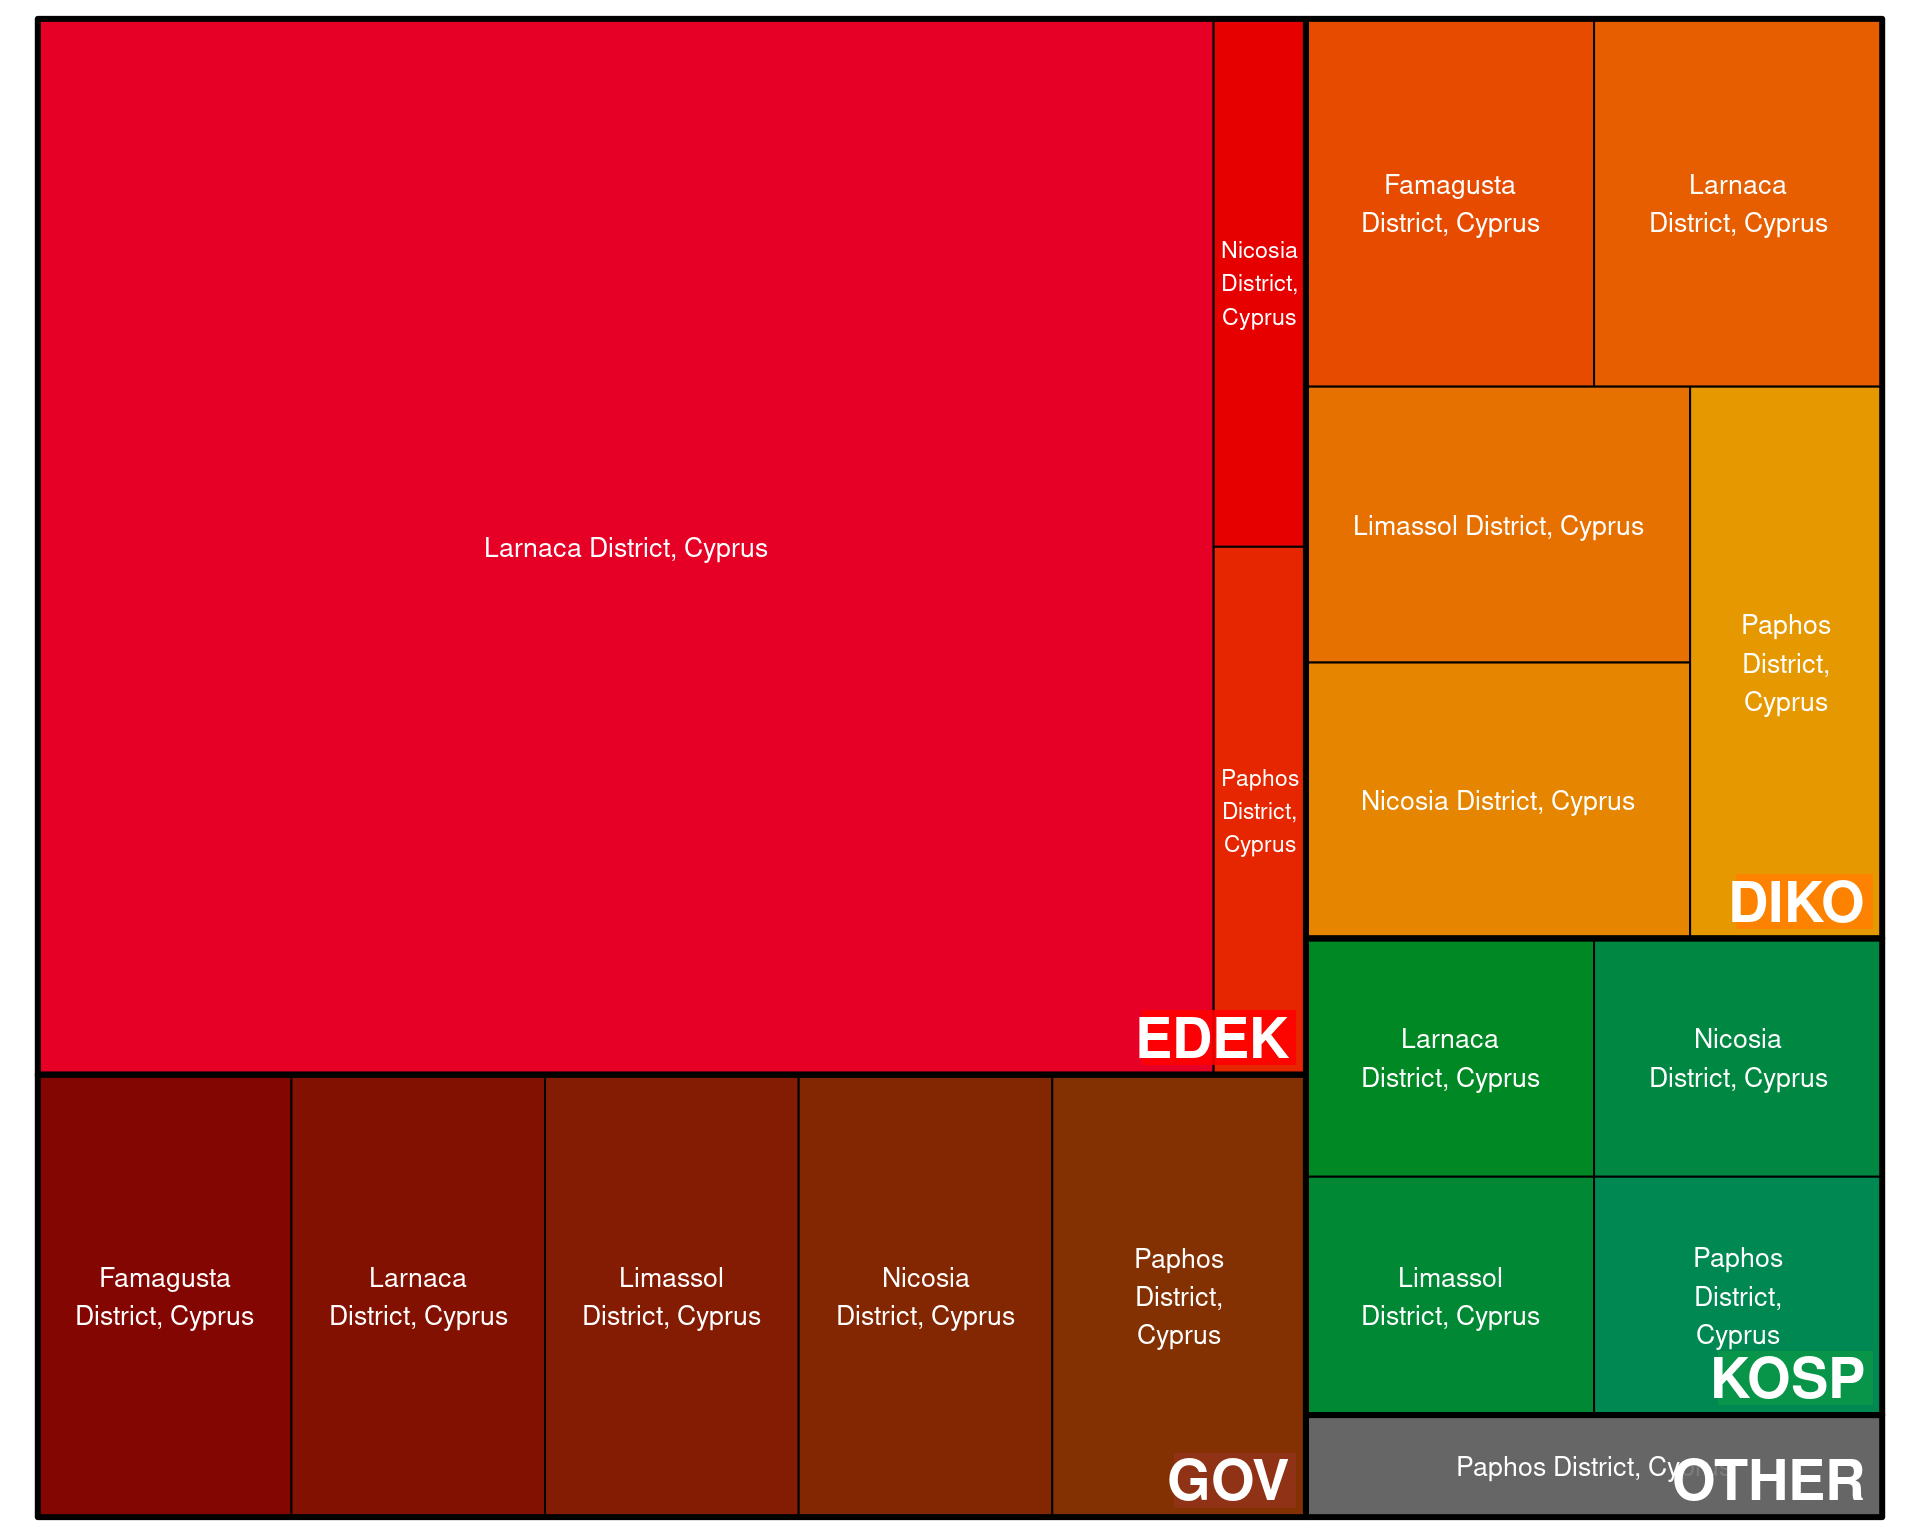 Larnaca District, Cyprus
Nicosia
District,
Cyprus
Paphos
District,
Cyprus
EDEK
Famagusta
District, Cyprus
Larnaca
District, Cyprus
Limassol
District, Cyprus
Nicosia
District, Cyprus
Paphos
District,
Cyprus
GOV
Famagusta
District, Cyprus
Larnaca
District, Cyprus
Limassol District, Cyprus
Nicosia District, Cyprus
Paphos
District,
Cyprus
DIKO
Larnaca
District, Cyprus
Nicosia
District, Cyprus
Limassol
District, Cyprus
Paphos
District,
Cyprus
KOSP
Paphos District, Cyprus
OTHER